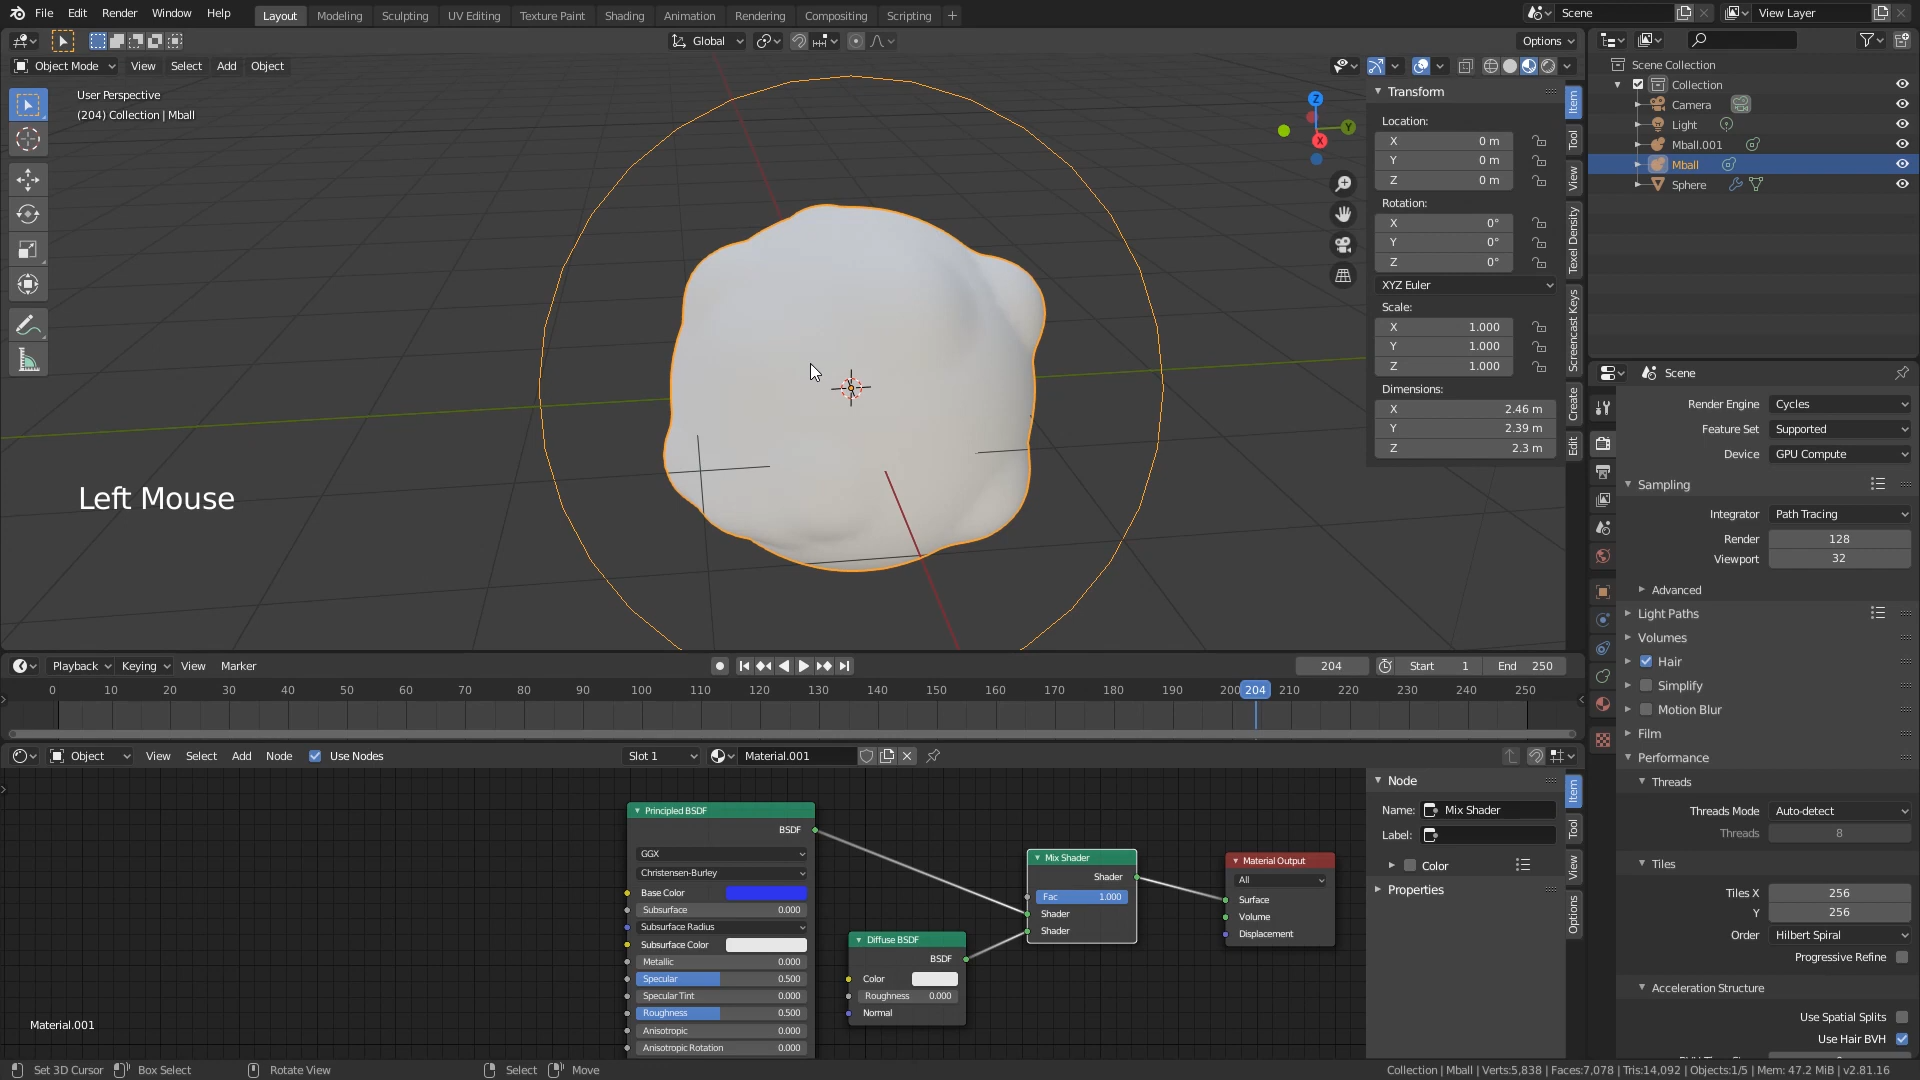 File Edit Render Window Help Layout Modeling Sculpting UV Editing Texture Paint Shading Animation Rendering Compositing Scripting + Scene View Layer
Global Options
Object Mode View Select Add Object
User Perspective
(204) Collection | Mball
Z
Y
X
Left Mouse
Transform
Location:
X 0 m
Y 0 m
Z 0 m
Rotation:
X 0°
Y 0°
Z 0°
XYZ Euler
Scale:
X 1.000
Y 1.000
Z 1.000
Dimensions:
X 2.46 m
Y 2.39 m
Z 2.3 m
Item
Tool
View
Texel Density
Screencast Keys
Create
Edit
Scene Collection
Collection
Camera
Light
Mball.001
Mball
Sphere
Scene
Render Engine Cycles
Feature Set Supported
Device GPU Compute
Sampling
Integrator Path Tracing
Render 128
Viewport 32
Advanced
Light Paths
Volumes
Hair
Simplify
Motion Blur
Film
Performance
Threads
Threads Mode Auto-detect
Threads 8
Tiles
Tiles X 256
Y 256
Order Hilbert Spiral
Progressive Refine
Acceleration Structure
Use Spatial Splits
Use Hair BVH
Playback Keying View Marker 204 Start 1 End 250
0 10 20 30 40 50 60 70 80 90 100 110 120 130 140 150 160 170 180 190 200 204 210 220 230 240 250
Object View Select Add Node Use Nodes Slot 1 Material.001
Principled BSDF
BSDF
GGX
Christensen-Burley
Base Color
Subsurface 0.000
Subsurface Radius
Subsurface Color
Metallic 0.000
Specular 0.500
Specular Tint 0.000
Roughness 0.500
Anisotropic 0.000
Anisotropic Rotation 0.000
Diffuse BSDF
BSDF
Color
Roughness 0.000
Normal
Mix Shader
Shader
Fac 1.000
Shader
Shader
Material Output
All
Surface
Volume
Displacement
Node
Name: Mix Shader
Label:
Color
Properties
Item
Tool
View
Options
Material.001
Set 3D Cursor Box Select Rotate View Select Move Collection | Mball | Verts:5,838 | Faces:7,078 | Tris:14,092 | Objects:1/5 | Mem: 47.2 MiB | v2.81.16